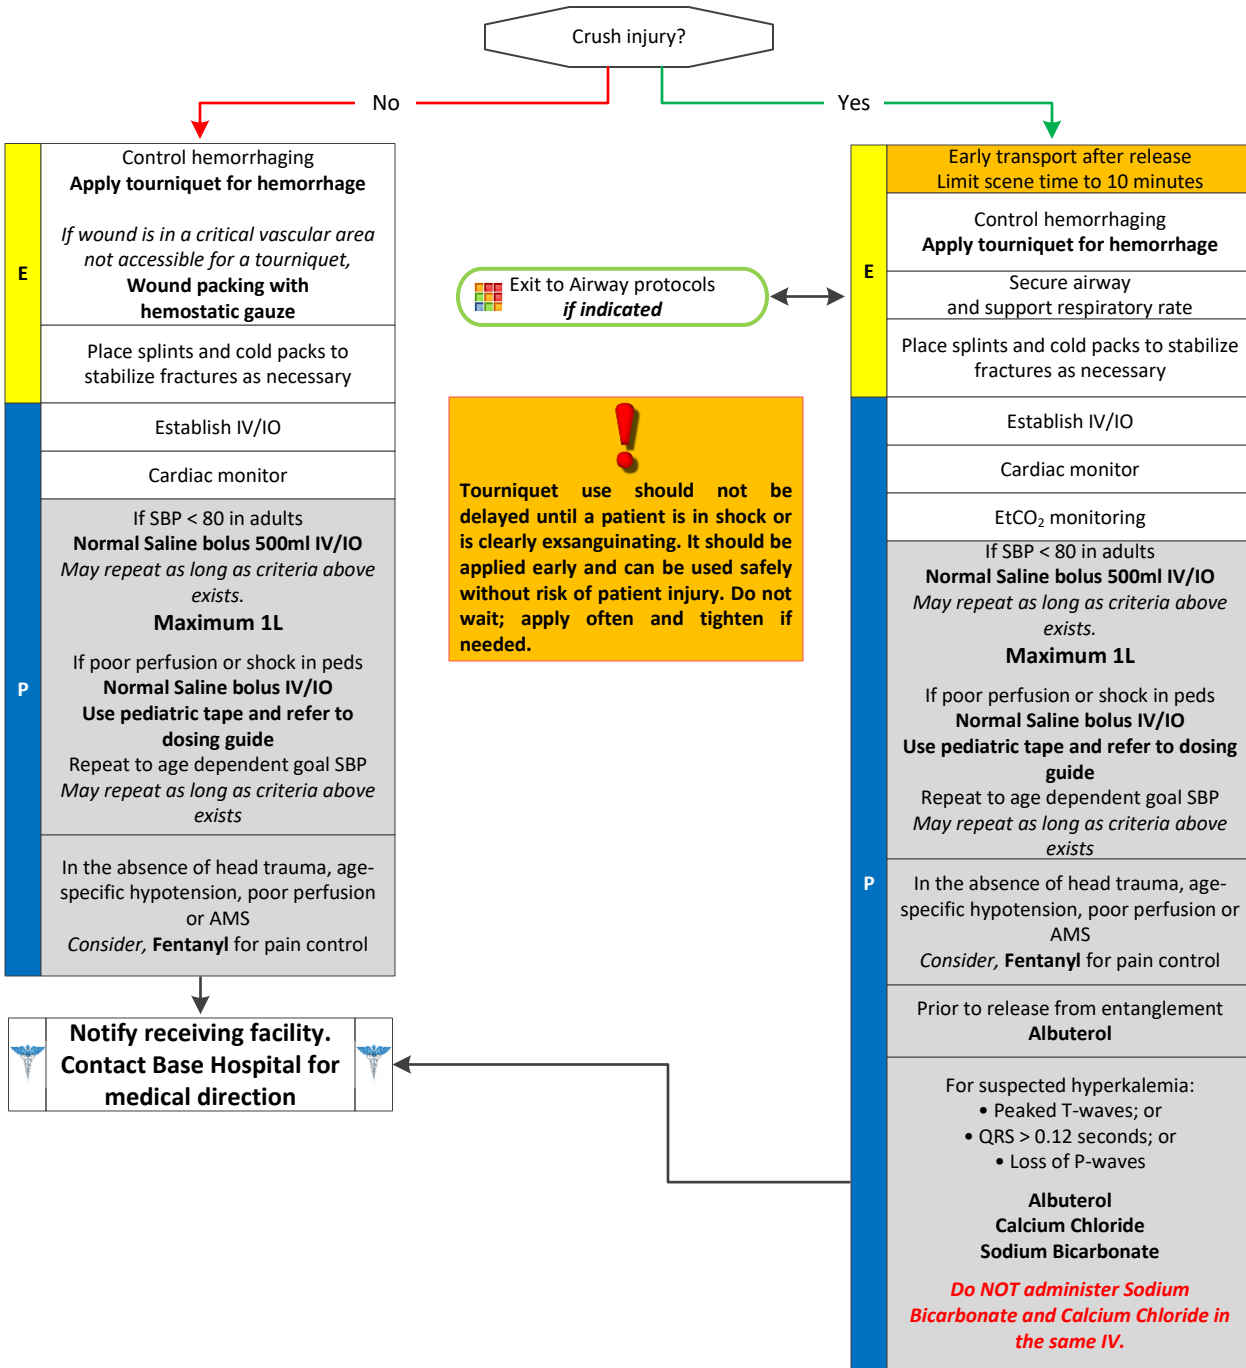 Crush injury?
No
Yes
E
Control hemorrhaging
Apply tourniquet for hemorrhage
If wound is in a critical vascular area
not accessible for a tourniquet,
Wound packing with
hemostatic gauze
Place splints and cold packs to
stabilize fractures as necessary
P
Establish IV/IO
Cardiac monitor
If SBP < 80 in adults
Normal Saline bolus 500ml IV/IO
May repeat as long as criteria above
exists.
Maximum 1L
If poor perfusion or shock in peds
Normal Saline bolus IV/IO
Use pediatric tape and refer to
dosing guide
Repeat to age dependent goal SBP
May repeat as long as criteria above
exists
In the absence of head trauma, age-
specific hypotension, poor perfusion
or AMS
Consider, Fentanyl for pain control
Notify receiving facility.
Contact Base Hospital for
medical direction
Exit to Airway protocols
if indicated
Tourniquet use should not be
delayed until a patient is in shock or
is clearly exsanguinating. It should be
applied early and can be used safely
without risk of patient injury. Do not
wait; apply often and tighten if
needed.
E
Early transport after release
Limit scene time to 10 minutes
Control hemorrhaging
Apply tourniquet for hemorrhage
Secure airway
and support respiratory rate
Place splints and cold packs to stabilize
fractures as necessary
P
Establish IV/IO
Cardiac monitor
EtCO₂ monitoring
If SBP < 80 in adults
Normal Saline bolus 500ml IV/IO
May repeat as long as criteria above
exists.
Maximum 1L
If poor perfusion or shock in peds
Normal Saline bolus IV/IO
Use pediatric tape and refer to dosing
guide
Repeat to age dependent goal SBP
May repeat as long as criteria above
exists
In the absence of head trauma, age-
specific hypotension, poor perfusion or
AMS
Consider, Fentanyl for pain control
Prior to release from entanglement
Albuterol
For suspected hyperkalemia:
• Peaked T-waves; or
• QRS > 0.12 seconds; or
• Loss of P-waves
Albuterol
Calcium Chloride
Sodium Bicarbonate
Do NOT administer Sodium
Bicarbonate and Calcium Chloride in
the same IV.